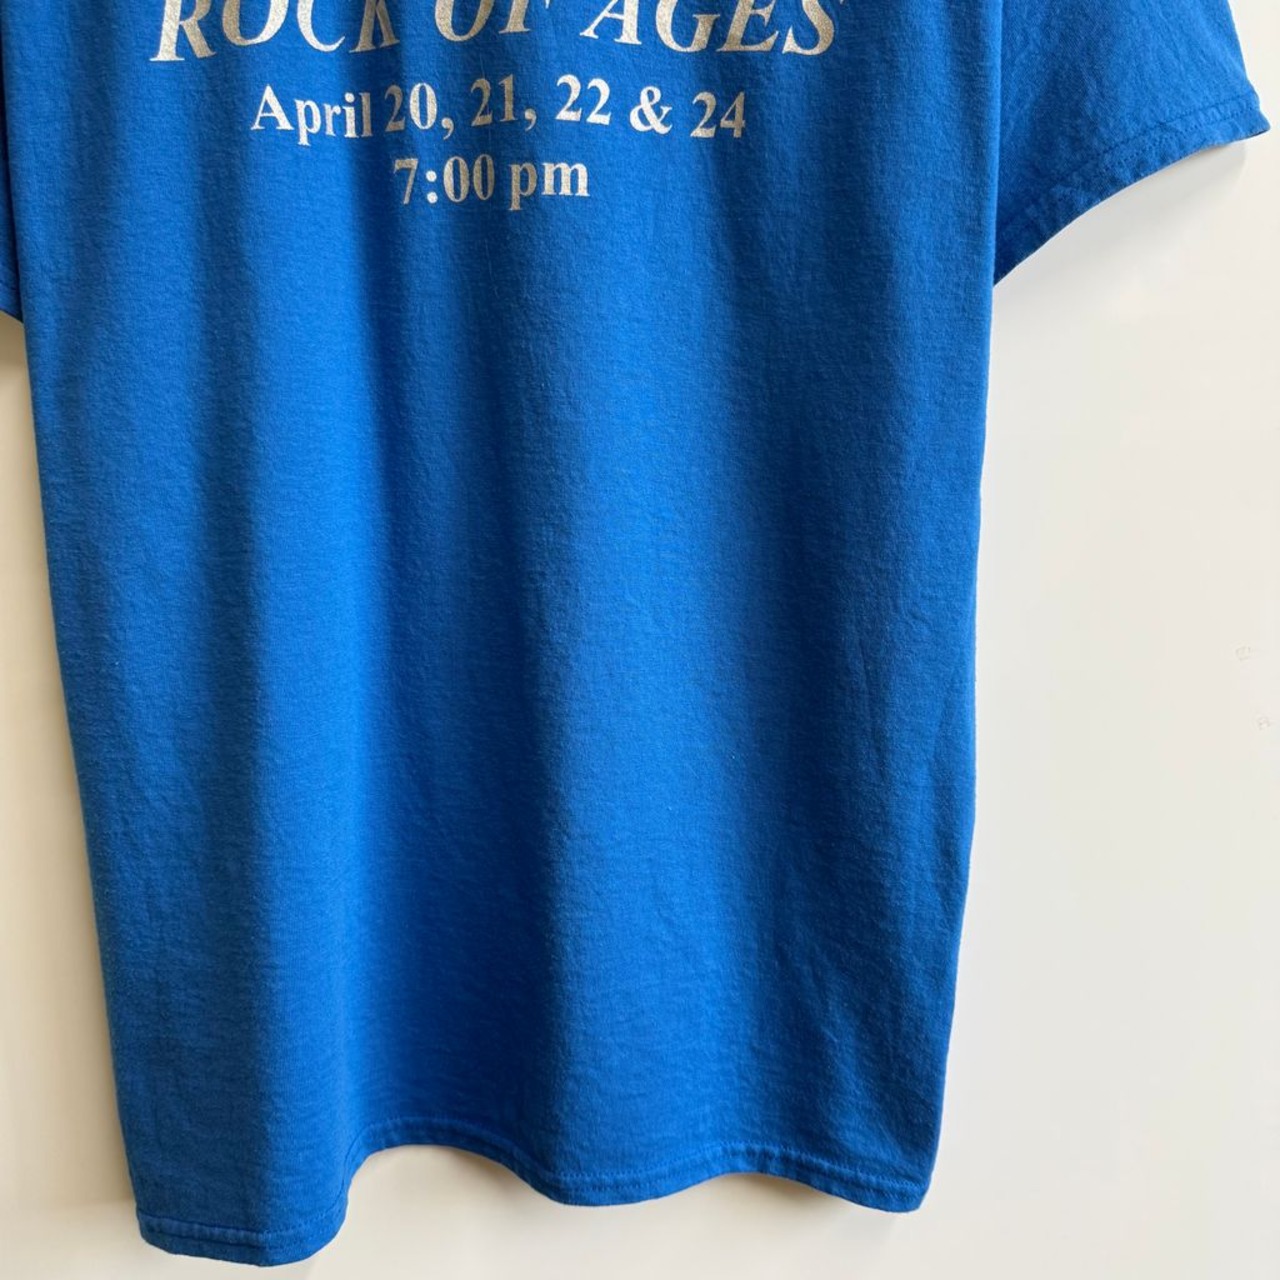 ROCK OF AGES
April 20, 21, 22 & 24
7:00 pm